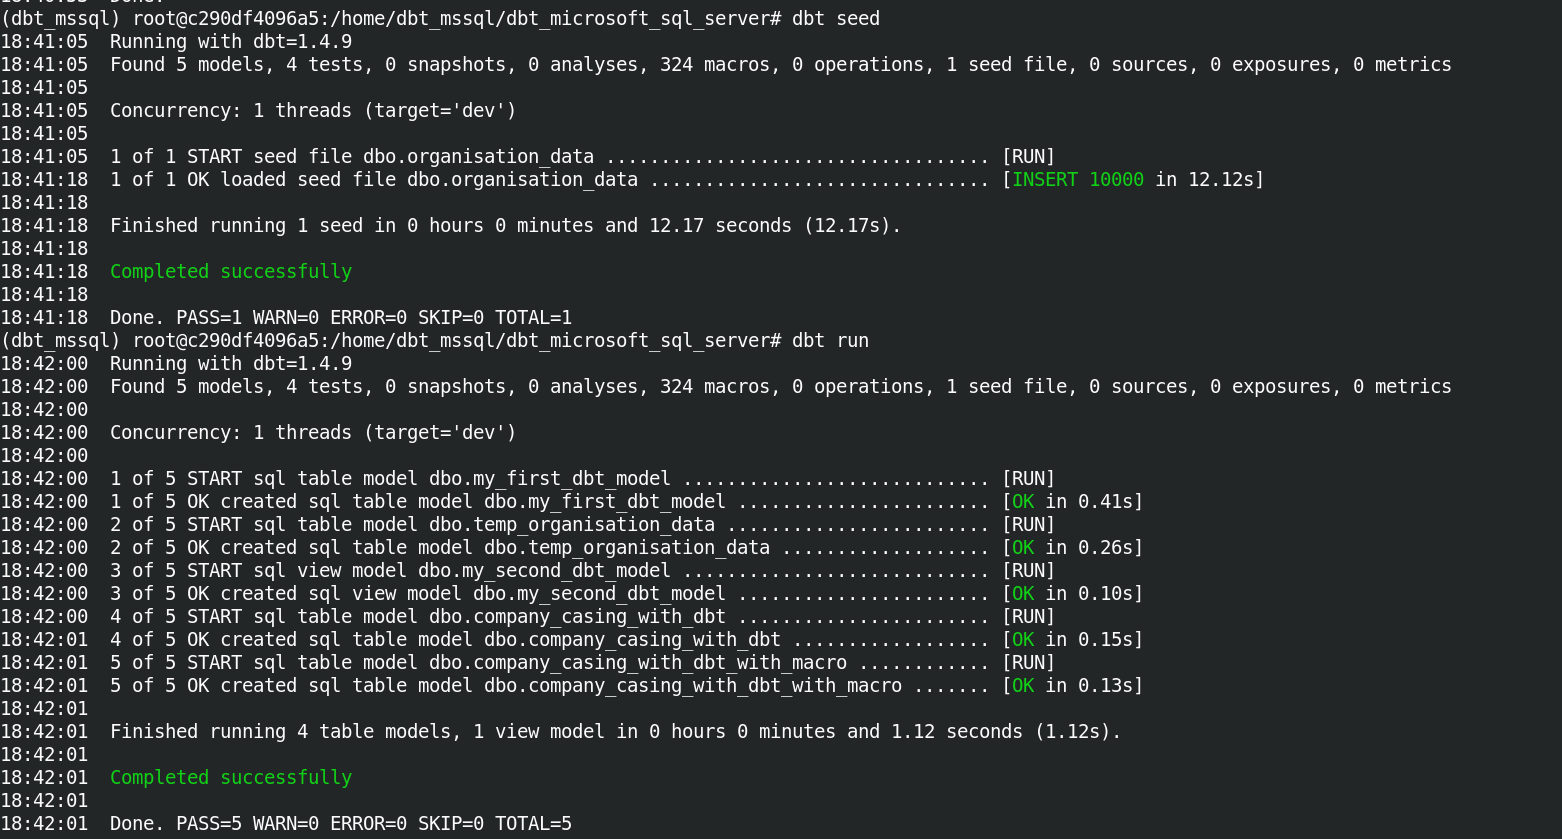 (dbt_mssql) root@c290df4096a5:/home/dbt_mssql/dbt_microsoft_sql_server# dbt seed
18:41:05  Running with dbt=1.4.9
18:41:05  Found 5 models, 4 tests, 0 snapshots, 0 analyses, 324 macros, 0 operations, 1 seed file, 0 sources, 0 exposures, 0 metrics
18:41:05
18:41:05  Concurrency: 1 threads (target='dev')
18:41:05
18:41:05  1 of 1 START seed file dbo.organisation_data ................................... [RUN]
18:41:18  1 of 1 OK loaded seed file dbo.organisation_data ............................... [INSERT 10000 in 12.12s]
18:41:18
18:41:18  Finished running 1 seed in 0 hours 0 minutes and 12.17 seconds (12.17s).
18:41:18
18:41:18  Completed successfully
18:41:18
18:41:18  Done. PASS=1 WARN=0 ERROR=0 SKIP=0 TOTAL=1
(dbt_mssql) root@c290df4096a5:/home/dbt_mssql/dbt_microsoft_sql_server# dbt run
18:42:00  Running with dbt=1.4.9
18:42:00  Found 5 models, 4 tests, 0 snapshots, 0 analyses, 324 macros, 0 operations, 1 seed file, 0 sources, 0 exposures, 0 metrics
18:42:00
18:42:00  Concurrency: 1 threads (target='dev')
18:42:00
18:42:00  1 of 5 START sql table model dbo.my_first_dbt_model ............................ [RUN]
18:42:00  1 of 5 OK created sql table model dbo.my_first_dbt_model ....................... [OK in 0.41s]
18:42:00  2 of 5 START sql table model dbo.temp_organisation_data ........................ [RUN]
18:42:00  2 of 5 OK created sql table model dbo.temp_organisation_data ................... [OK in 0.26s]
18:42:00  3 of 5 START sql view model dbo.my_second_dbt_model ............................ [RUN]
18:42:00  3 of 5 OK created sql view model dbo.my_second_dbt_model ....................... [OK in 0.10s]
18:42:00  4 of 5 START sql table model dbo.company_casing_with_dbt ....................... [RUN]
18:42:01  4 of 5 OK created sql table model dbo.company_casing_with_dbt .................. [OK in 0.15s]
18:42:01  5 of 5 START sql table model dbo.company_casing_with_dbt_with_macro ............ [RUN]
18:42:01  5 of 5 OK created sql table model dbo.company_casing_with_dbt_with_macro ....... [OK in 0.13s]
18:42:01
18:42:01  Finished running 4 table models, 1 view model in 0 hours 0 minutes and 1.12 seconds (1.12s).
18:42:01
18:42:01  Completed successfully
18:42:01
18:42:01  Done. PASS=5 WARN=0 ERROR=0 SKIP=0 TOTAL=5